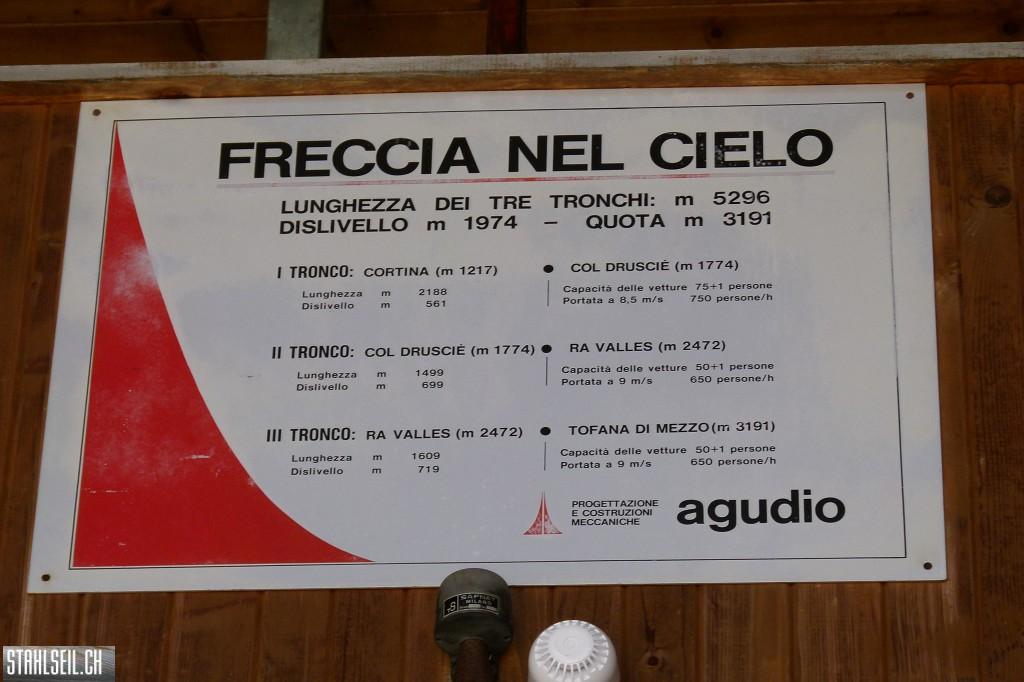 FRECCIA NEL CIELO
LUNGHEZZA DEI TRE TRONCHI: m 5296
DISLIVELLO m 1974 – QUOTA m 3191
I TRONCO: CORTINA (m 1217) ● COL DRUSCIÈ (m 1774)
Lunghezza m 2188 Capacità delle vetture 75+1 persone
Dislivello m 561 Portata a 8,5 m/s 750 persone/h
II TRONCO: COL DRUSCIÈ (m 1774) ● RA VALLES (m 2472)
Lunghezza m 1499 Capacità delle vetture 50+1 persone
Dislivello m 699 Portata a 9 m/s 650 persone/h
III TRONCO: RA VALLES (m 2472) ● TOFANA DI MEZZO (m 3191)
Lunghezza m 1609 Capacità delle vetture 50+1 persone
Dislivello m 719 Portata a 9 m/s 650 persone/h
PROGETTAZIONE
E COSTRUZIONI
MECCANICHE
agudio
MILANO
STAHLSEIL.CH